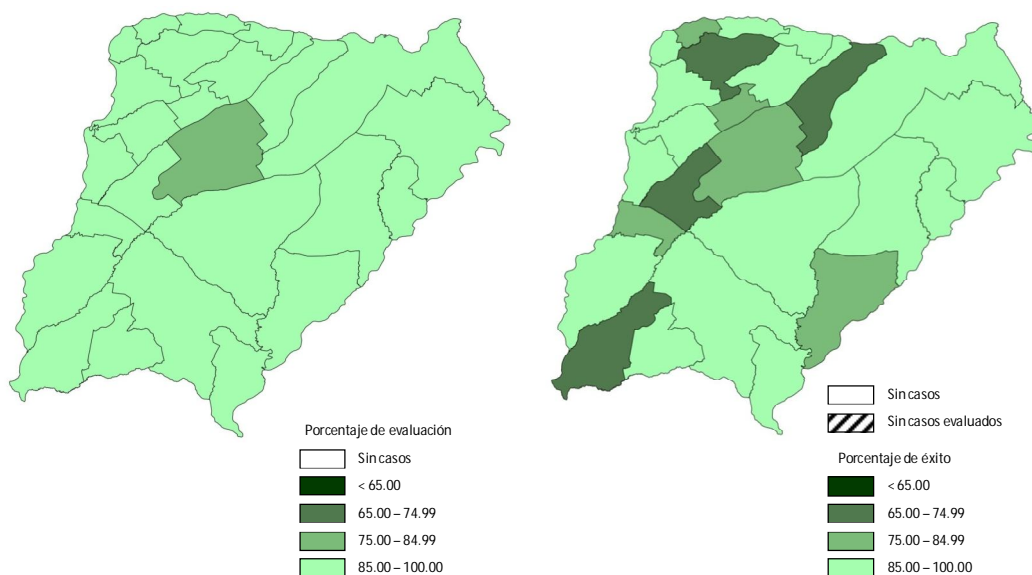 Porcentaje de evaluación
Sin casos
< 65.00
65.00 – 74.99
75.00 – 84.99
85.00 – 100.00
Sin casos
Sin casos evaluados
Porcentaje de éxito
< 65.00
65.00 – 74.99
75.00 – 84.99
85.00 – 100.00